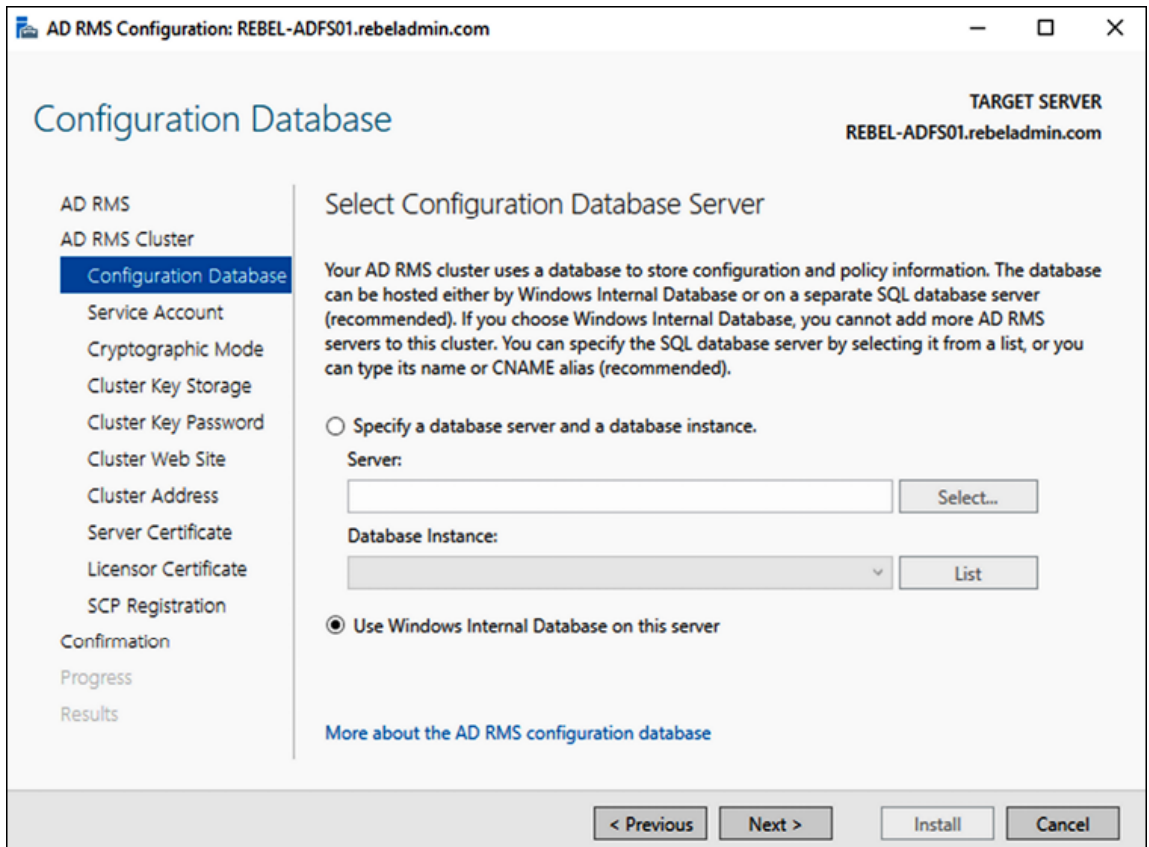 AD RMS Configuration: REBEL-ADFS01.rebeladmin.com
Configuration Database
TARGET SERVER
REBEL-ADFS01.rebeladmin.com
AD RMS
AD RMS Cluster
Configuration Database
Service Account
Cryptographic Mode
Cluster Key Storage
Cluster Key Password
Cluster Web Site
Cluster Address
Server Certificate
Licensor Certificate
SCP Registration
Confirmation
Progress
Results
Select Configuration Database Server
Your AD RMS cluster uses a database to store configuration and policy information. The database
can be hosted either by Windows Internal Database or on a separate SQL database server
(recommended). If you choose Windows Internal Database, you cannot add more AD RMS
servers to this cluster. You can specify the SQL database server by selecting it from a list, or you
can type its name or CNAME alias (recommended).
Specify a database server and a database instance.
Server:
Select...
Database Instance:
List
Use Windows Internal Database on this server
More about the AD RMS configuration database
< Previous
Next >
Install
Cancel